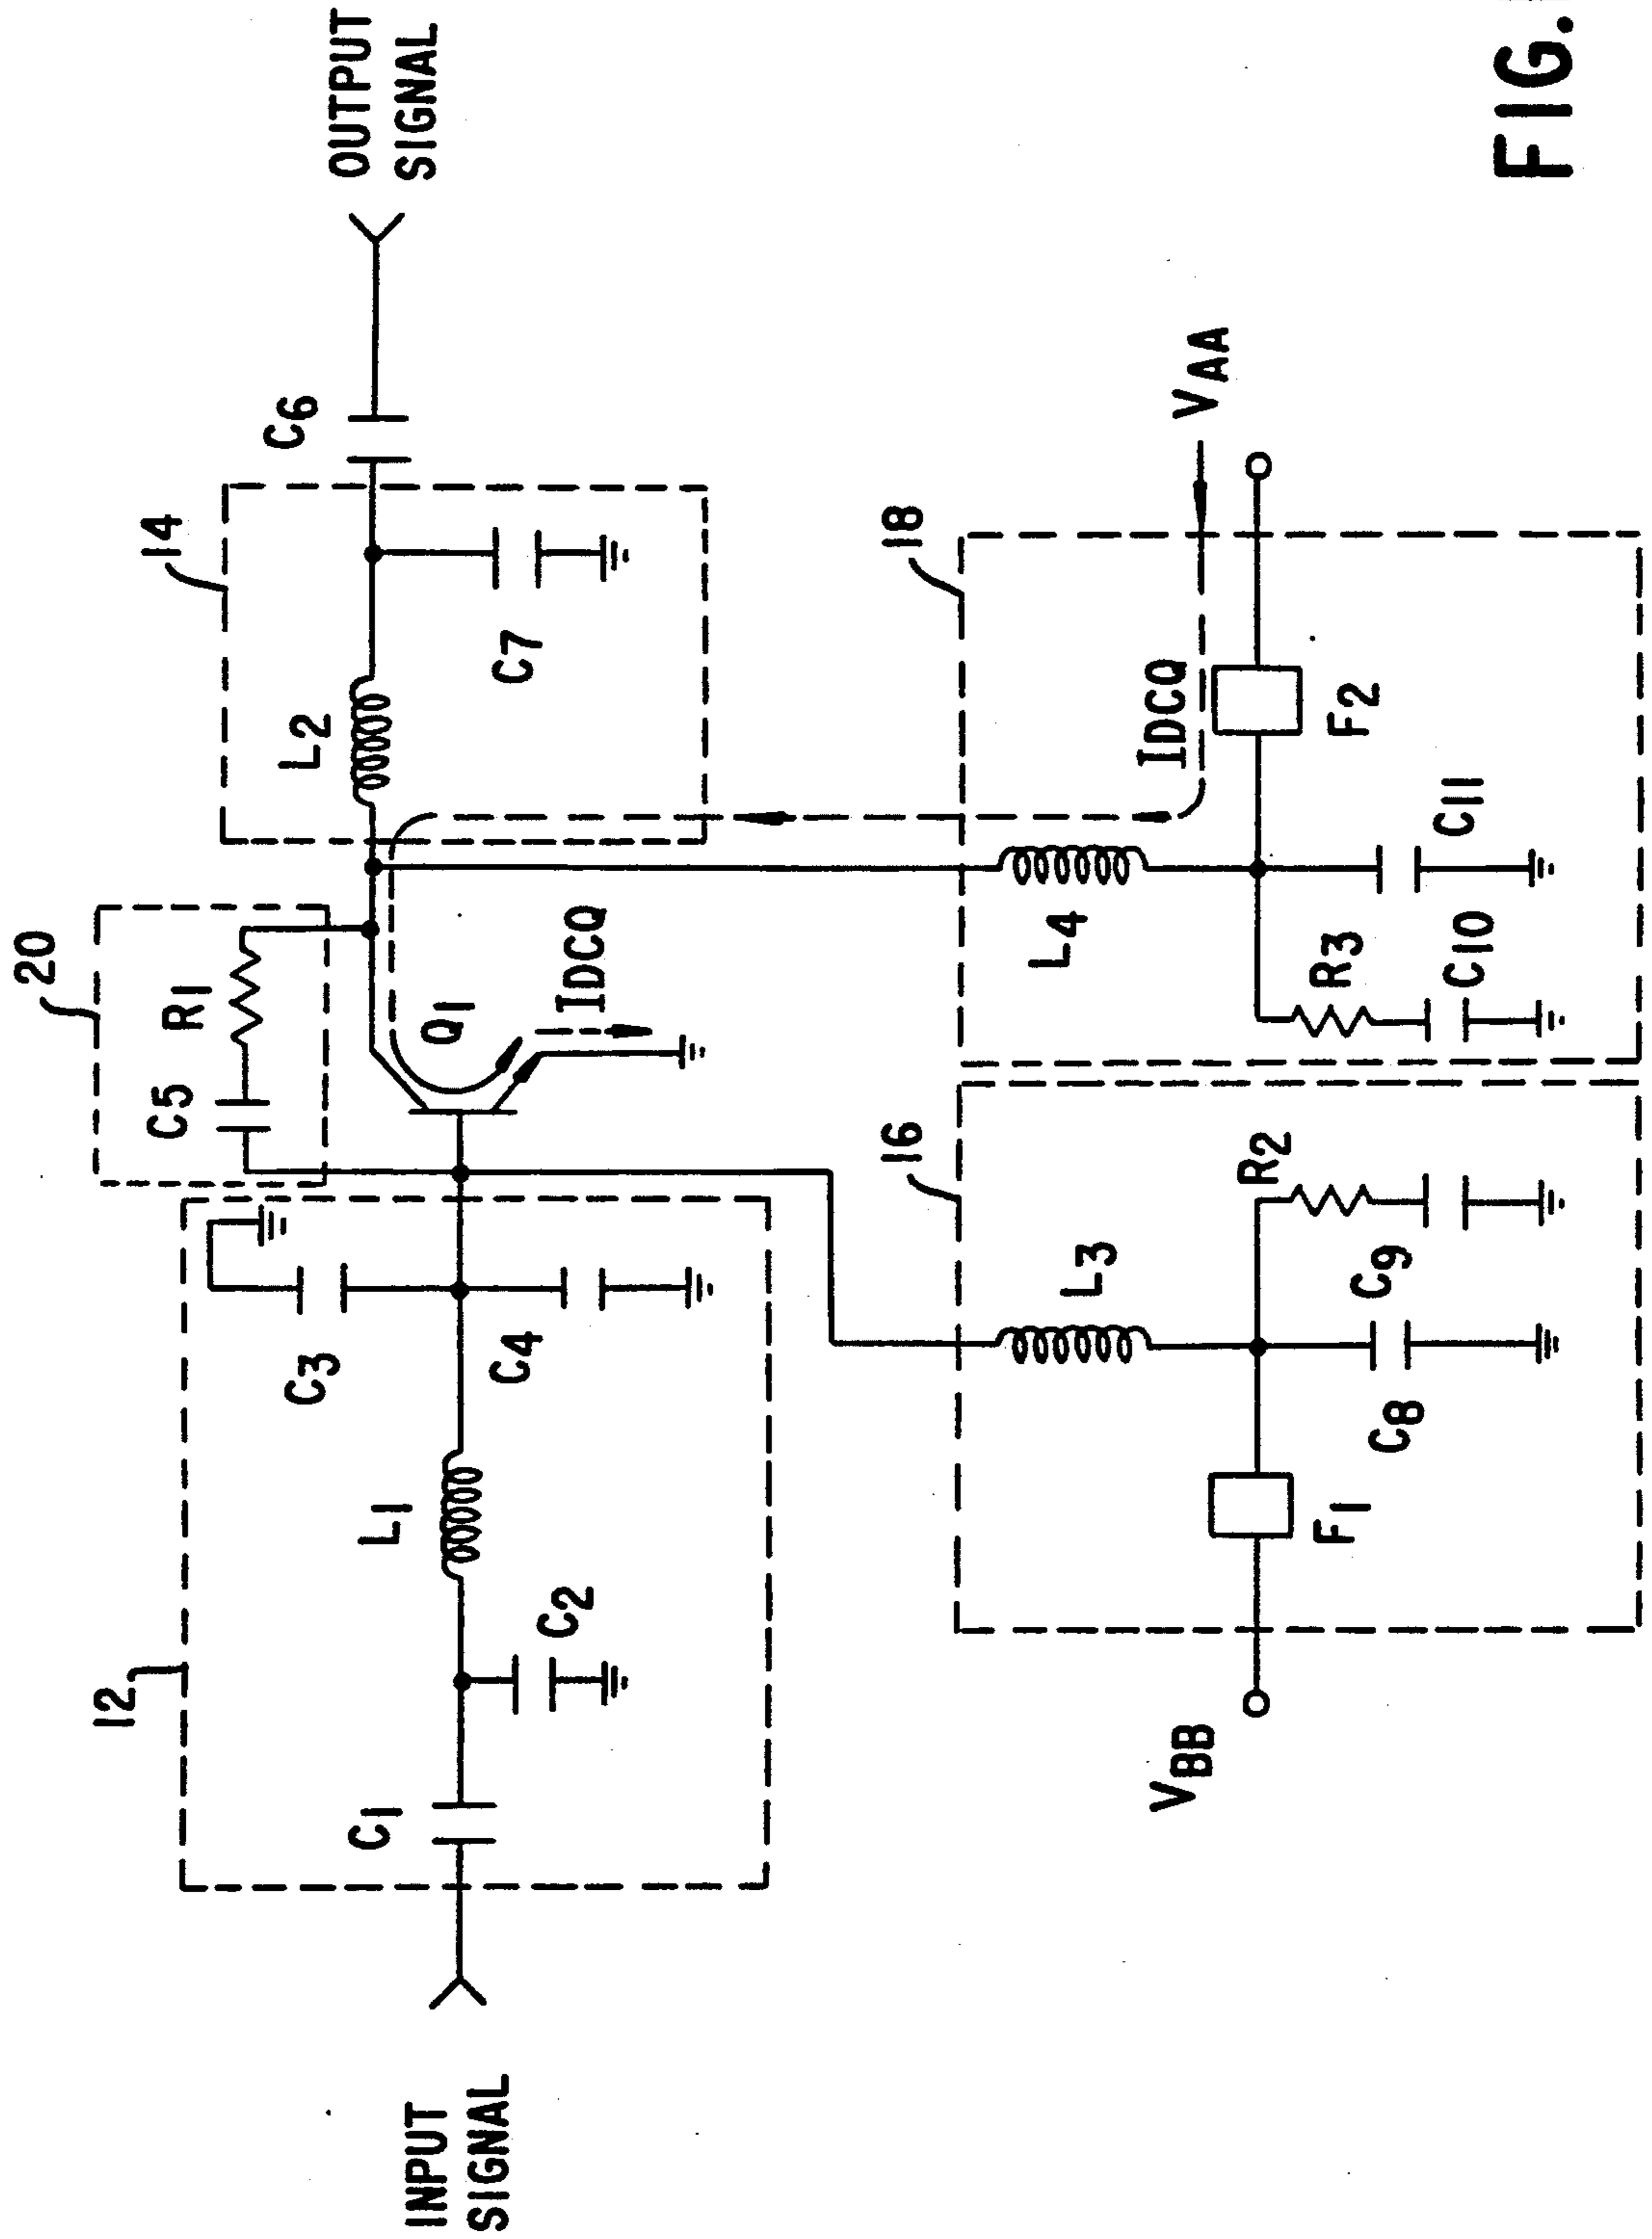 20
14
12
C5
R1
C3
L2
C6
OUTPUT
SIGNAL
INPUT
SIGNAL
C1
L1
C4
Q1
C2
IDCQ
C7
16
18
VBB
L3
L4
IDCQ
VAA
F1
C8
C9
R2
R3
C10
C11
F2
FIG.